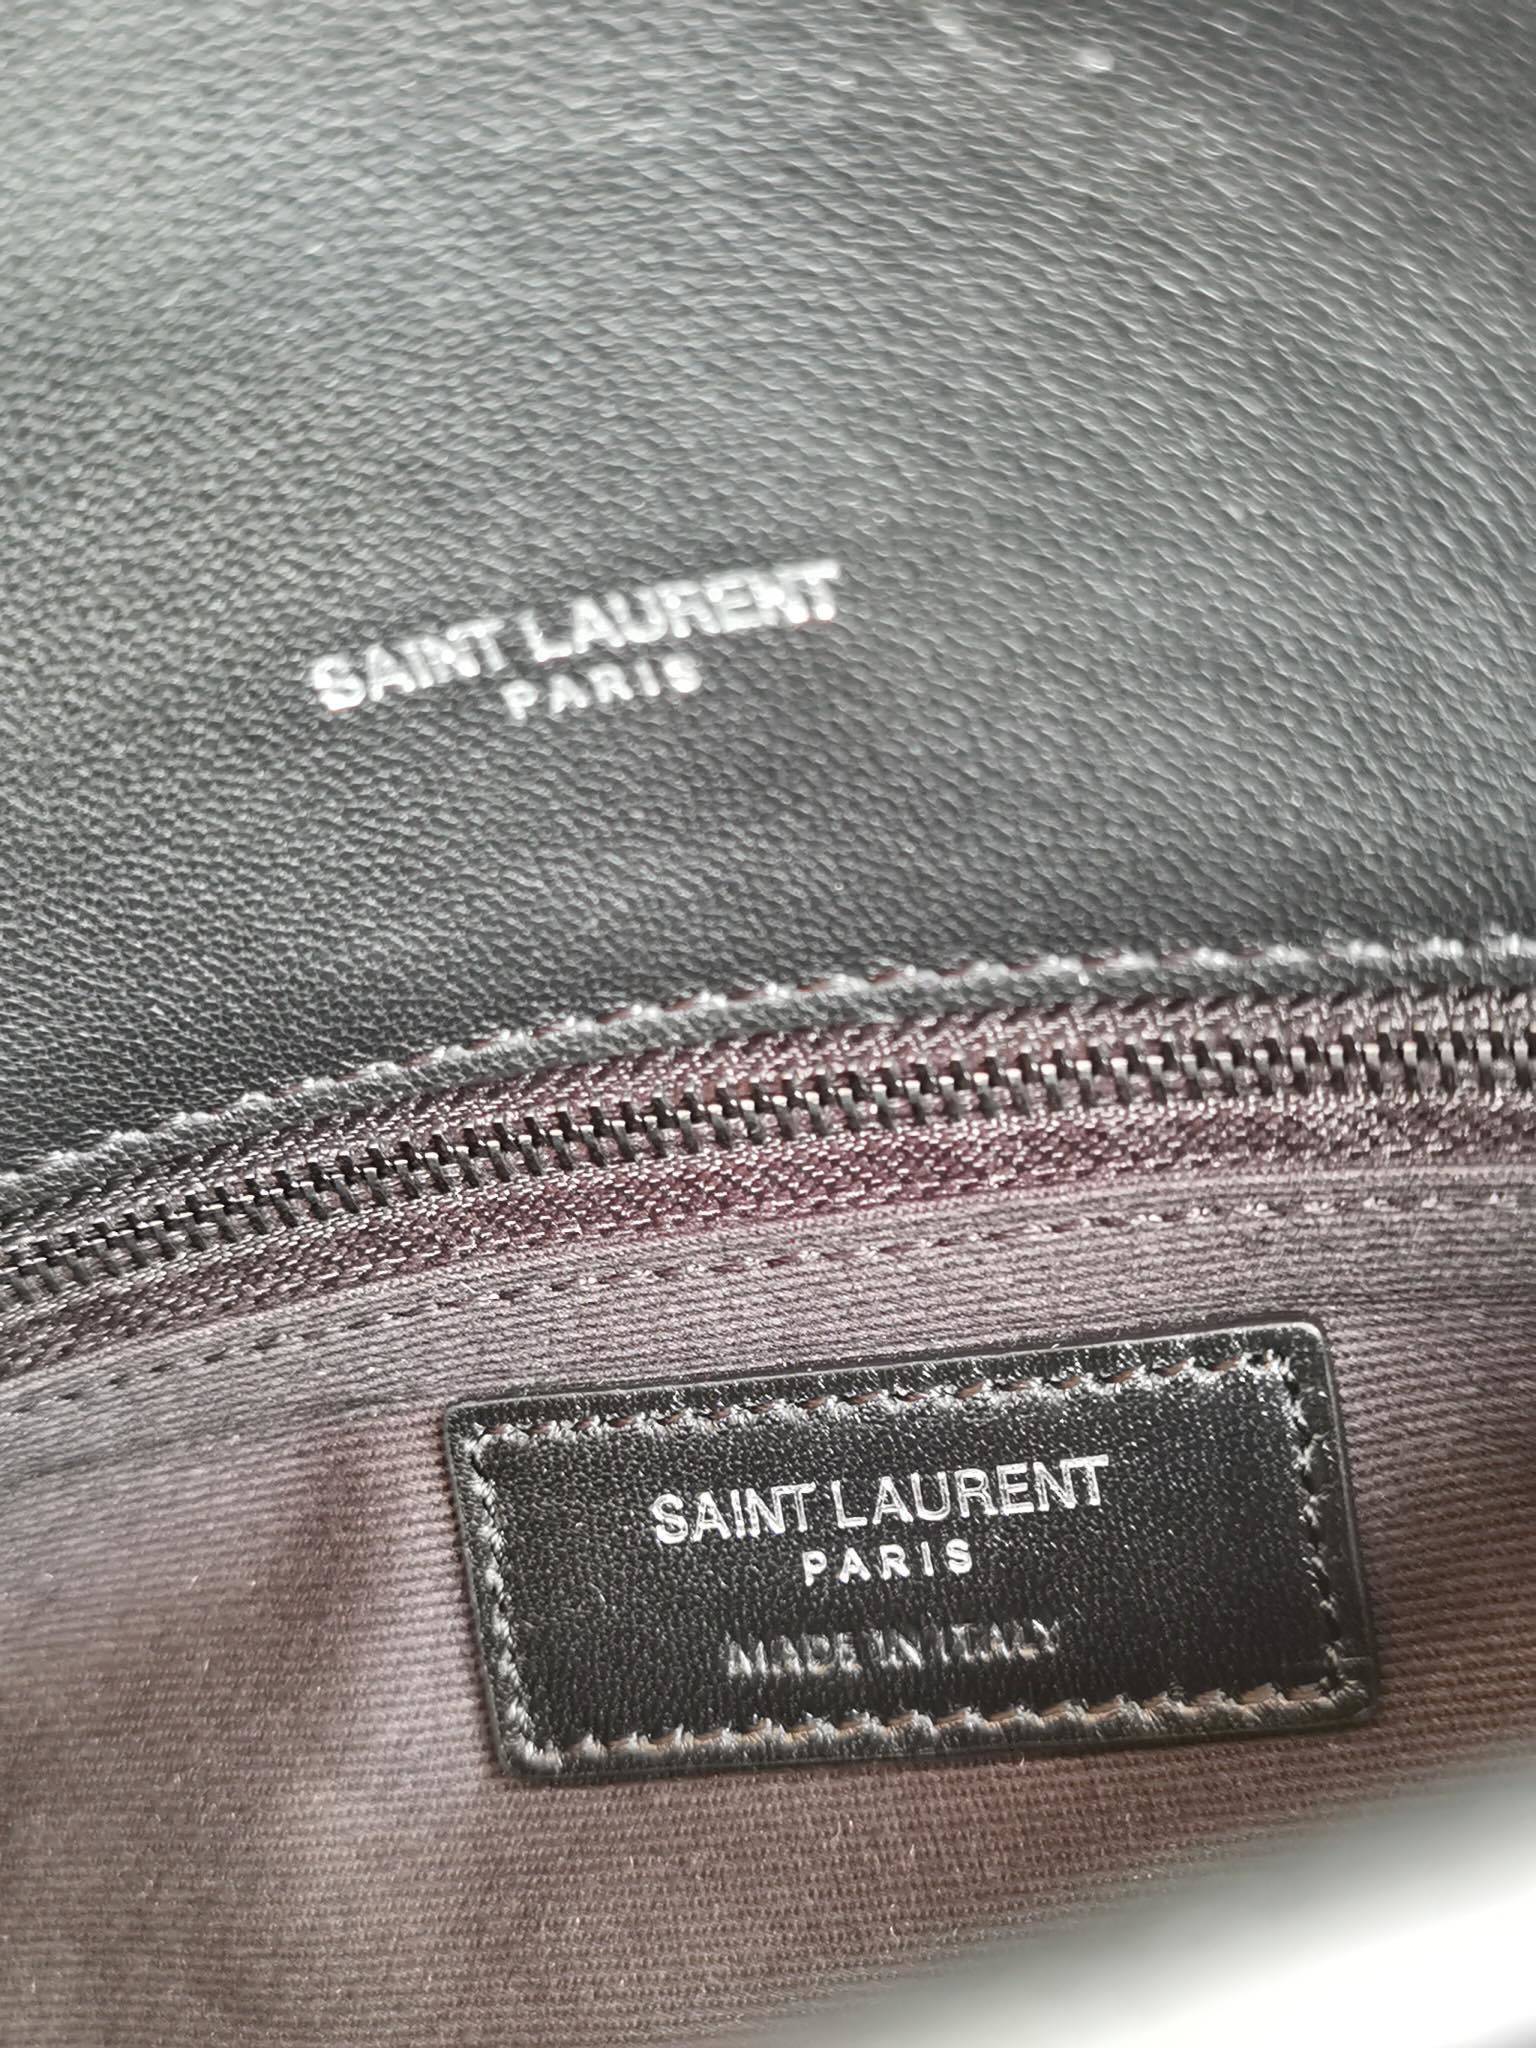 SAINT LAURENT
PARIS
SAINT LAURENT
PARIS
MADE IN ITALY